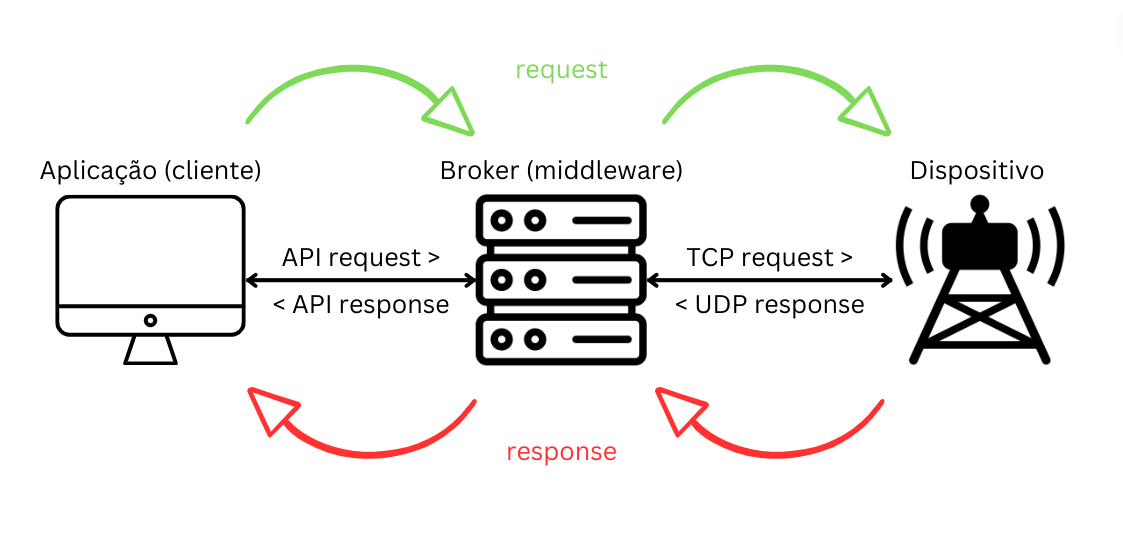 request
Aplicação (cliente)
Broker (middleware)
Dispositivo
API request >
< API response
TCP request >
< UDP response
response